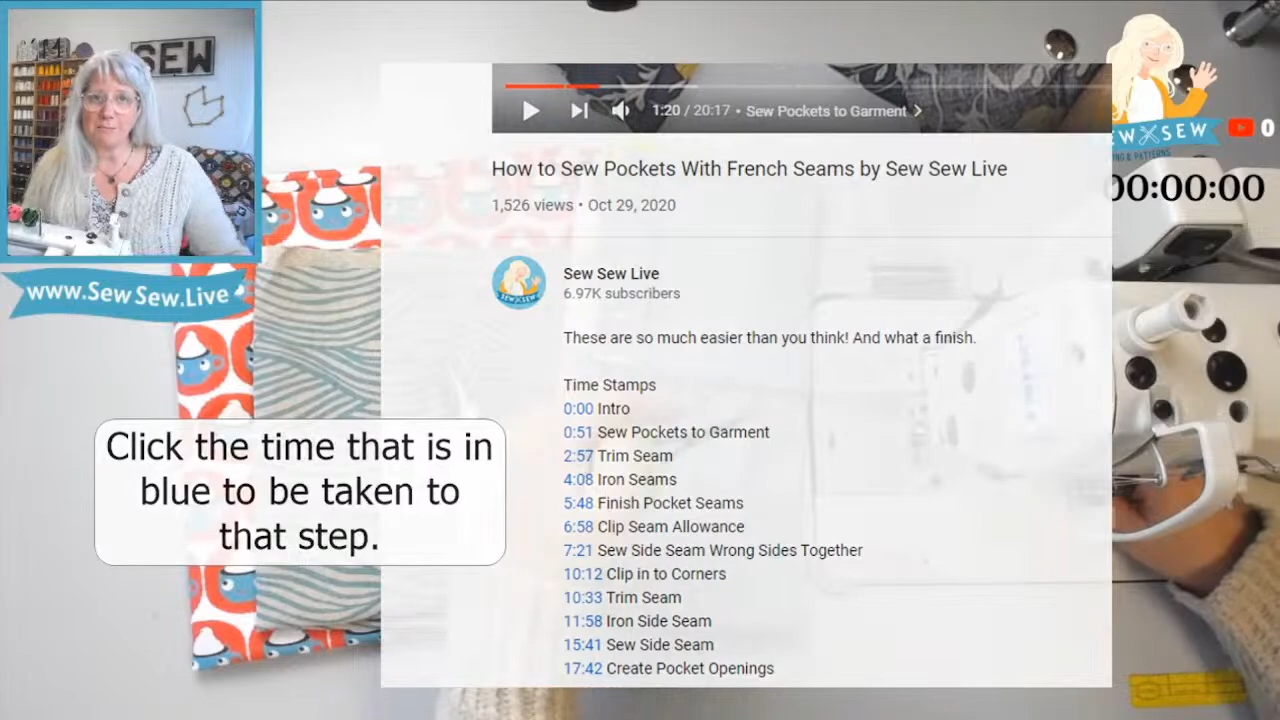 SEW
1:20 / 20:17 • Sew Pockets to Garment
How to Sew Pockets With French Seams by Sew Sew Live
1,526 views • Oct 29, 2020
Sew Sew Live
6.97K subscribers
These are so much easier than you think! And what a finish.
Time Stamps
0:00 Intro
0:51 Sew Pockets to Garment
2:57 Trim Seam
4:08 Iron Seams
5:48 Finish Pocket Seams
6:58 Clip Seam Allowance
7:21 Sew Side Seam Wrong Sides Together
10:12 Clip in to Corners
10:33 Trim Seam
11:58 Iron Side Seam
15:41 Sew Side Seam
17:42 Create Pocket Openings
www.SewSew.Live
Click the time that is in
blue to be taken to
that step.
EW SEW
0
00:00:00